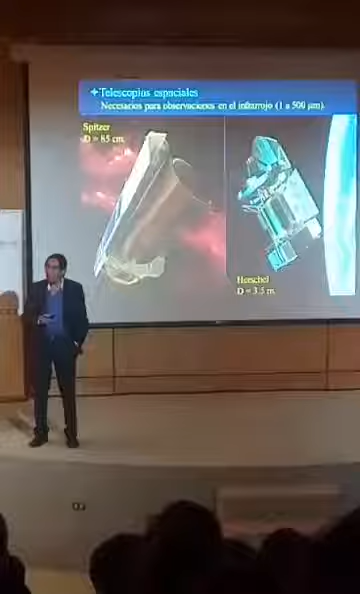 ✦Telescopios espaciales
Necesarios para observaciones en el infrarrojo (1 a 500 μm).
Spitzer
D = 85 cm.
Herschel
D = 3.5 m.